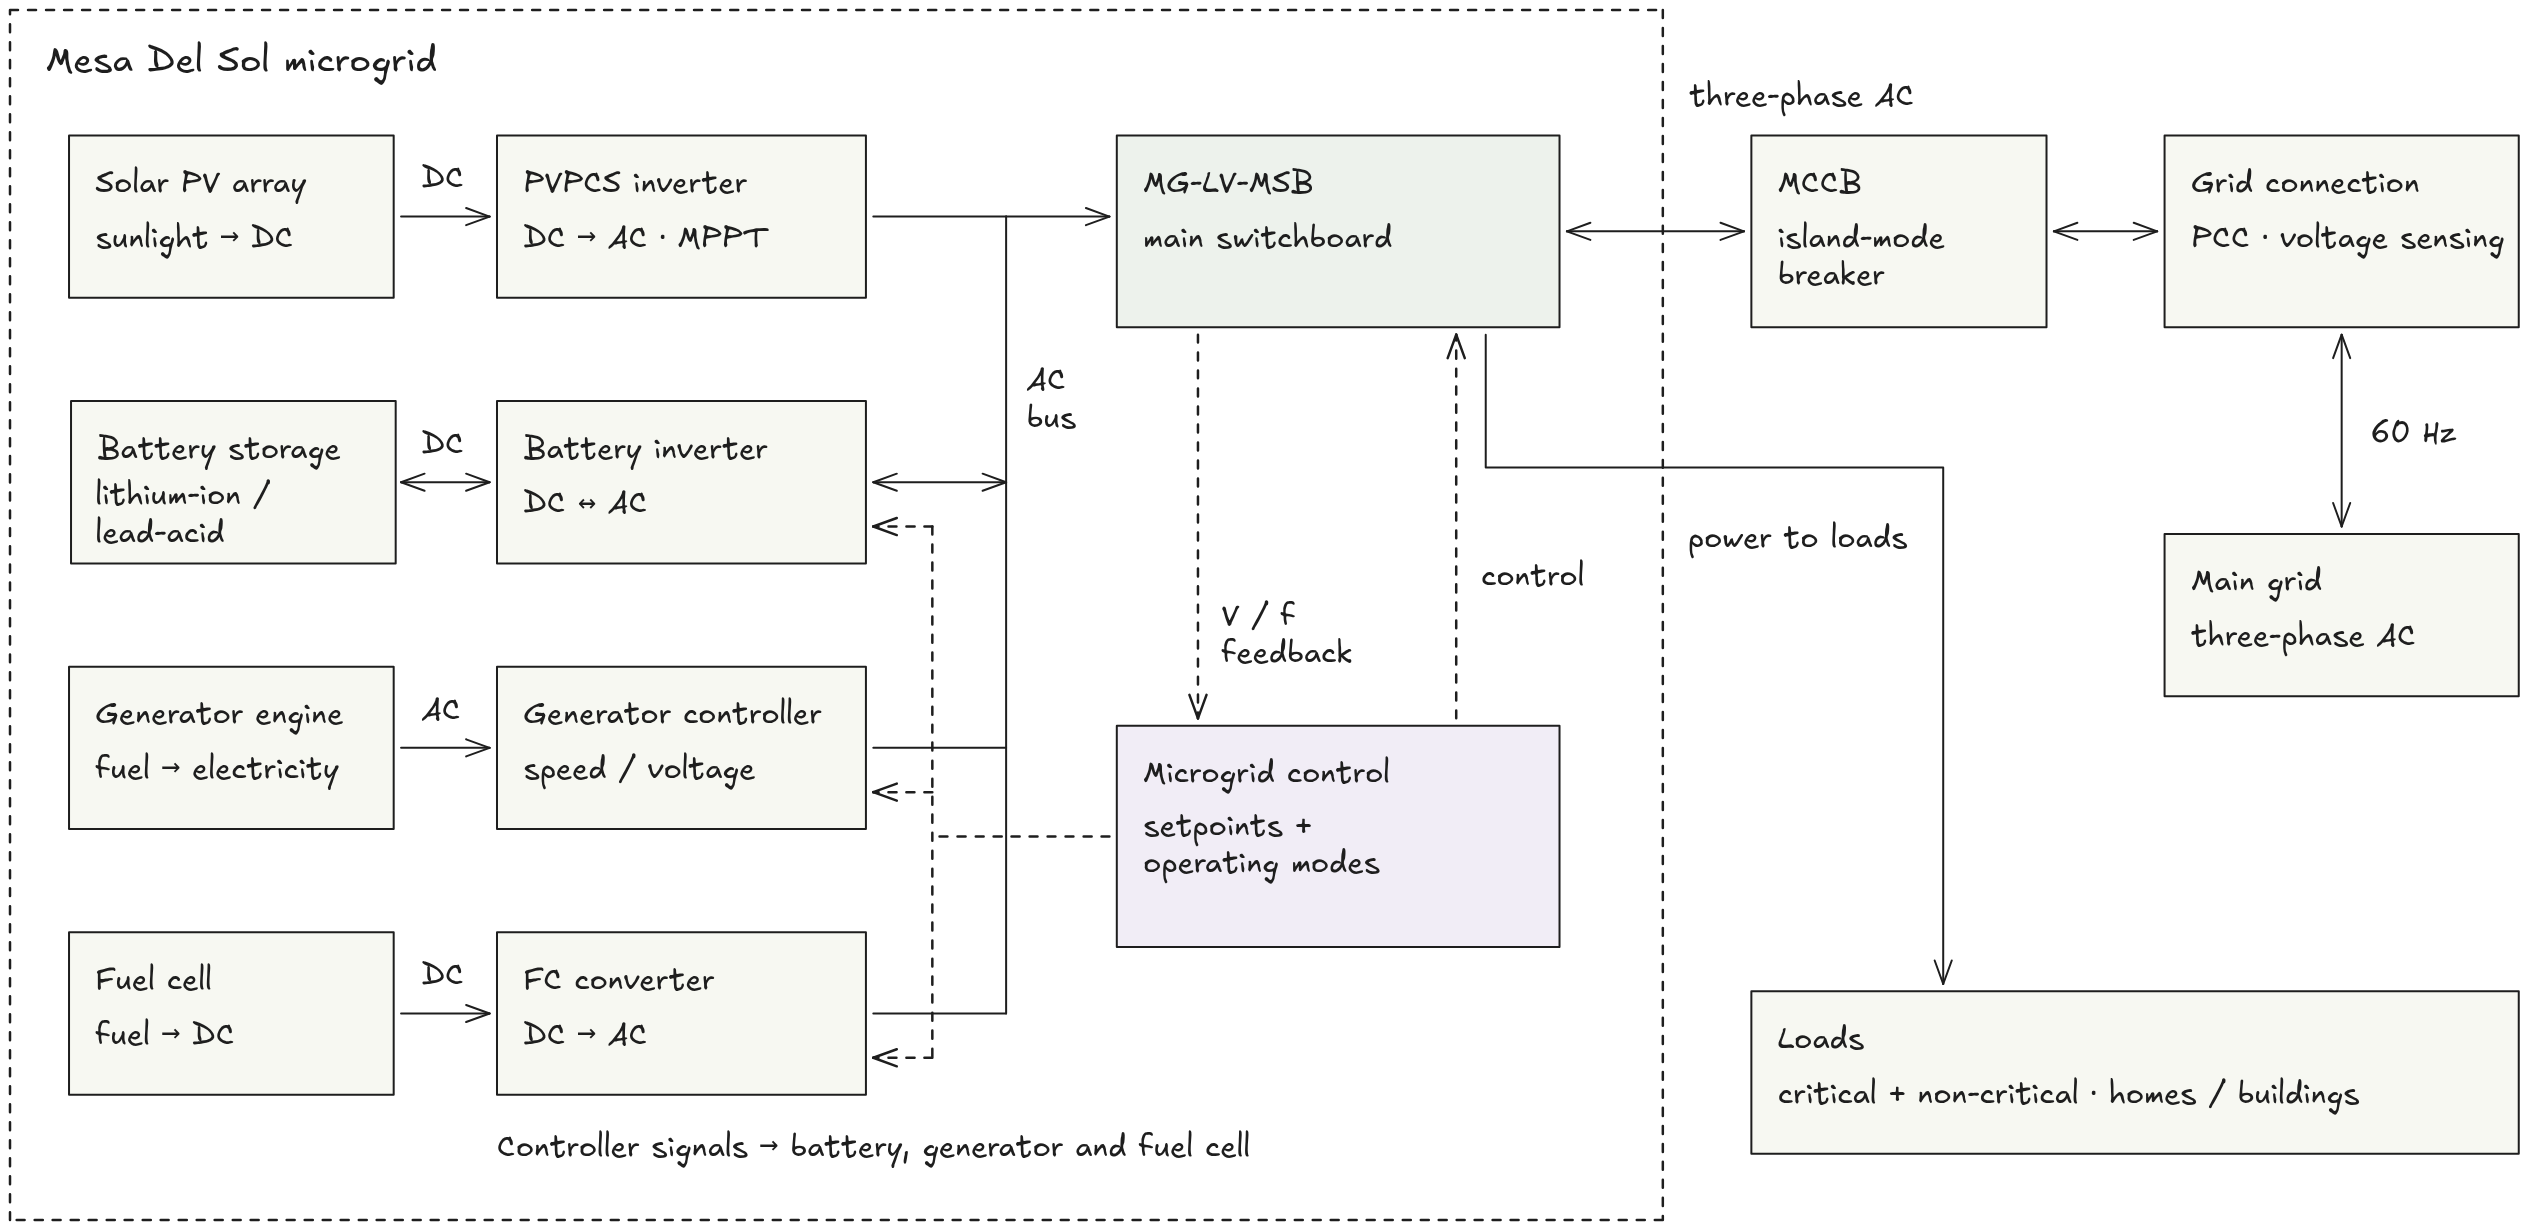 Mesa Del Sol microgrid
three-phase AC
Solar PV array
sunlight → DC
DC
PVPCS inverter
DC → AC · MPPT
MG-LV-MSB
main switchboard
MCCB
island-mode
breaker
Grid connection
PCC · voltage sensing
AC
bus
60 Hz
Battery storage
lithium-ion /
lead-acid
DC
Battery inverter
DC ↔ AC
power to loads
control
V / f
feedback
Main grid
three-phase AC
Generator engine
fuel → electricity
AC
Generator controller
speed / voltage
Microgrid control
setpoints +
operating modes
Fuel cell
fuel → DC
DC
FC converter
DC → AC
Loads
critical + non-critical · homes / buildings
Controller signals → battery, generator and fuel cell